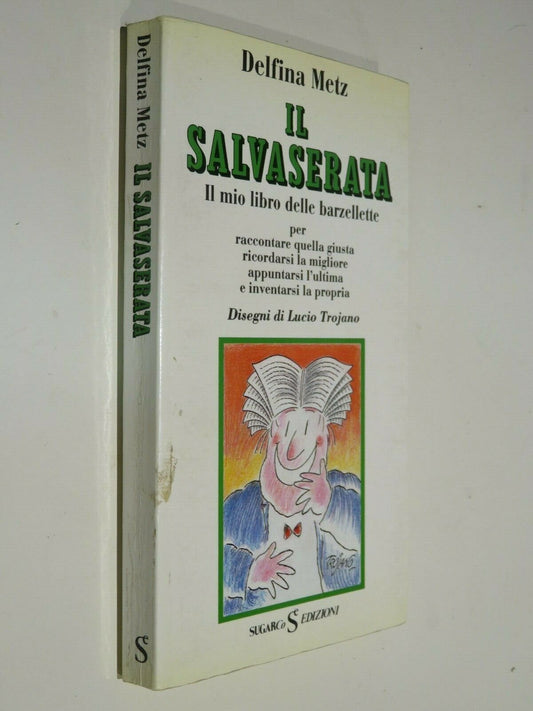 Delfina Metz IL SALVASERATA
S
Delfina Metz
IL
SALVASERATA
Il mio libro delle barzellette
per
raccontare quella giusta
ricordarsi la migliore
appuntarsi l'ultima
e inventarsi la propria
Disegni di Lucio Trojano
TROJANO
SUGARCo S EDIZIONI